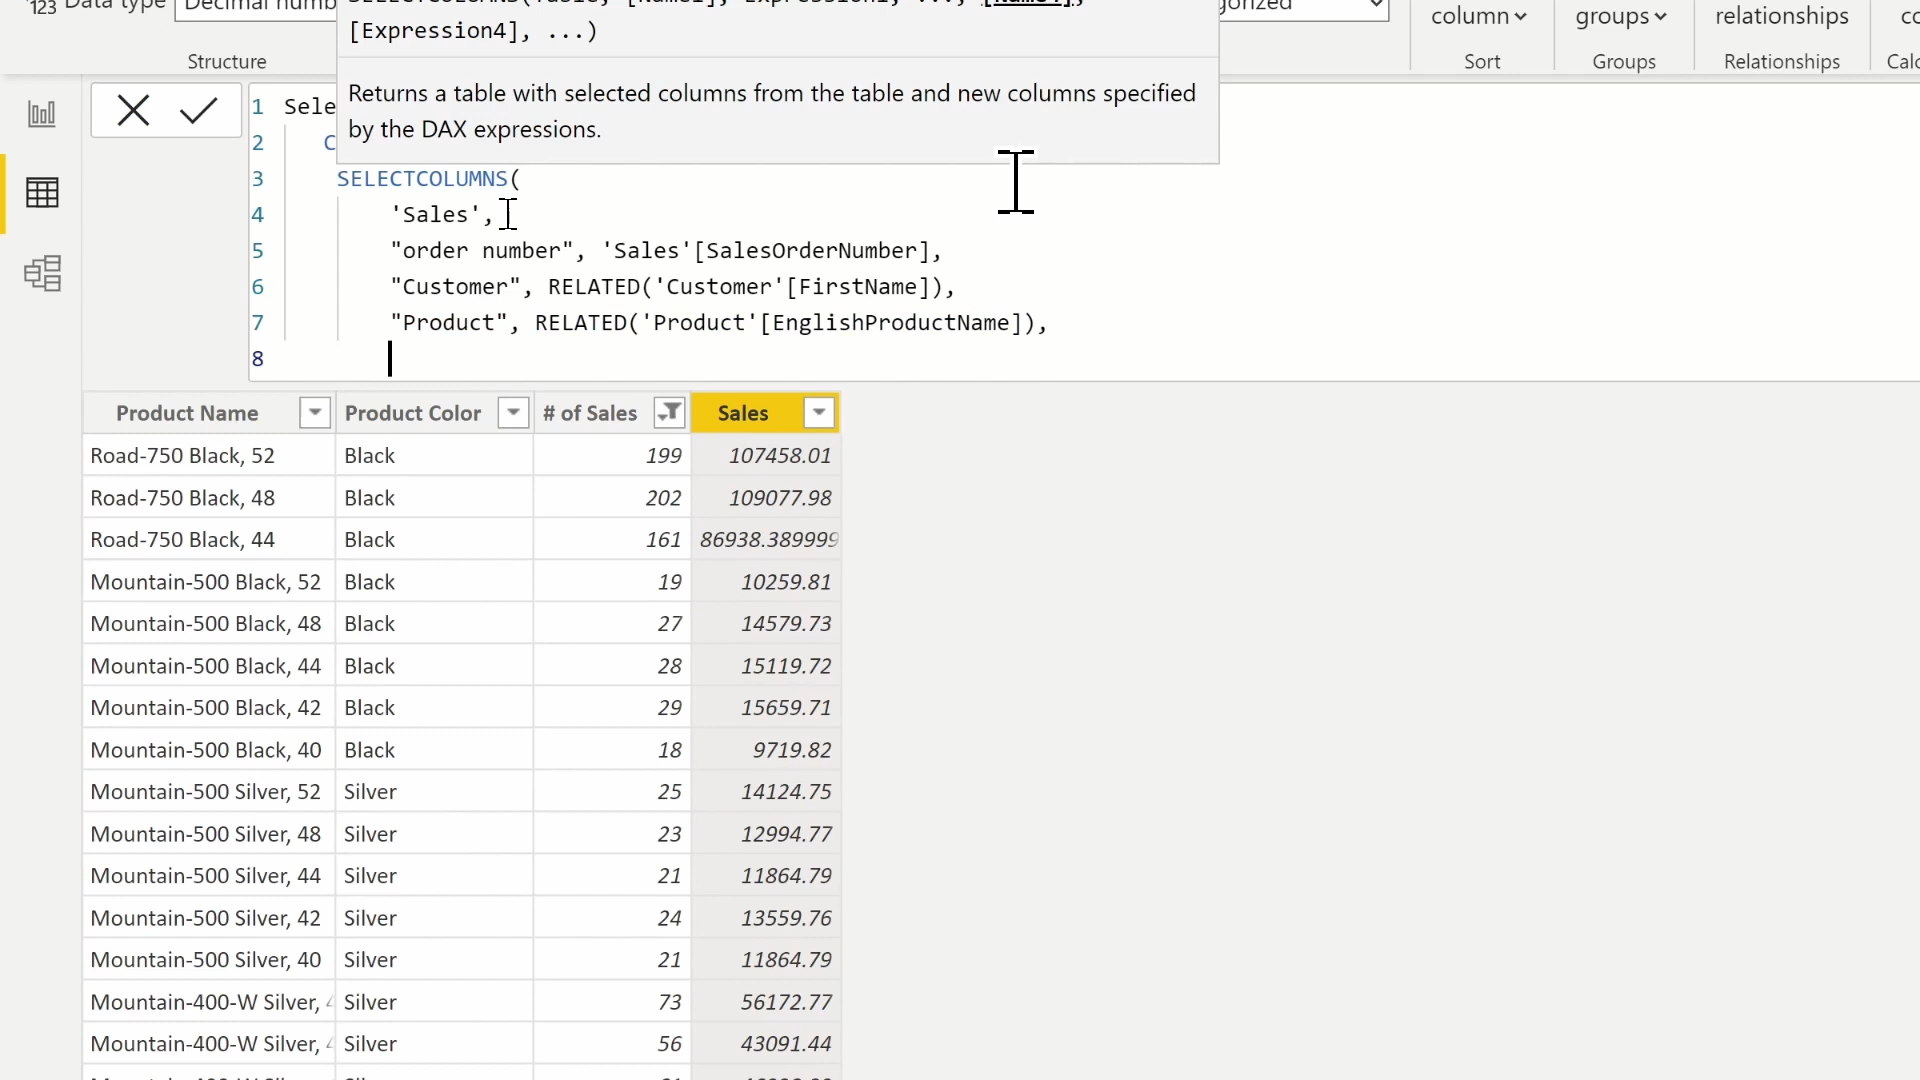 123 Data type Decimal numb
[Expression4], ...)
column groups relationships
Structure Sort Groups Relationships
Returns a table with selected columns from the table and new columns specified
by the DAX expressions.
1 Sele
2 C
3 SELECTCOLUMNS(
4 'Sales',
5 "order number", 'Sales'[SalesOrderNumber],
6 "Customer", RELATED('Customer'[FirstName]),
7 "Product", RELATED('Product'[EnglishProductName]),
8
Product Name Product Color # of Sales Sales
Road-750 Black, 52 Black 199 107458.01
Road-750 Black, 48 Black 202 109077.98
Road-750 Black, 44 Black 161 86938.389999
Mountain-500 Black, 52 Black 19 10259.81
Mountain-500 Black, 48 Black 27 14579.73
Mountain-500 Black, 44 Black 28 15119.72
Mountain-500 Black, 42 Black 29 15659.71
Mountain-500 Black, 40 Black 18 9719.82
Mountain-500 Silver, 52 Silver 25 14124.75
Mountain-500 Silver, 48 Silver 23 12994.77
Mountain-500 Silver, 44 Silver 21 11864.79
Mountain-500 Silver, 42 Silver 24 13559.76
Mountain-500 Silver, 40 Silver 21 11864.79
Mountain-400-W Silver, Silver 73 56172.77
Mountain-400-W Silver, Silver 56 43091.44